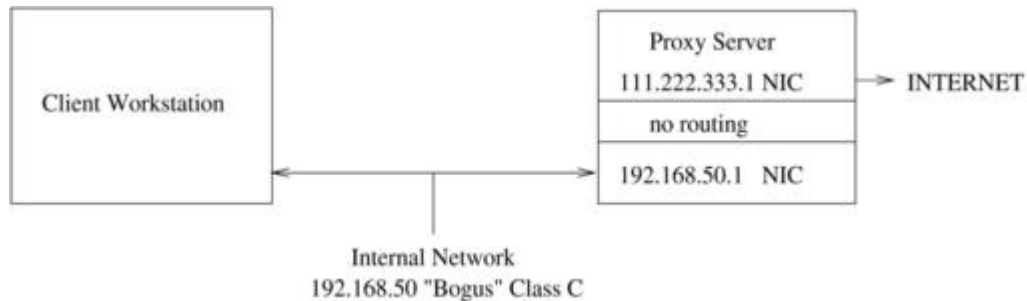 Client Workstation
Proxy Server
111.222.333.1 NIC
INTERNET
no routing
192.168.50.1 NIC
Internal Network
192.168.50 "Bogus" Class C